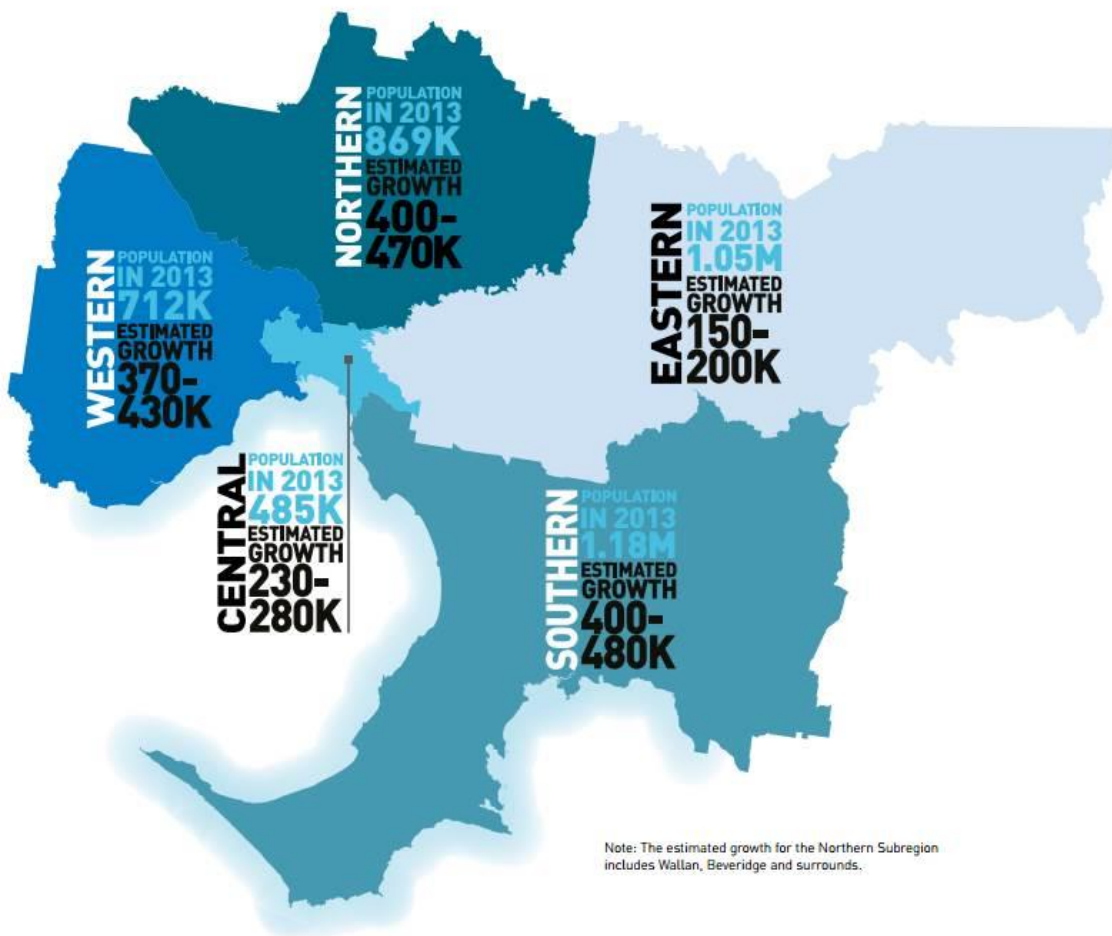 NORTHERN
POPULATION
IN 2013
869K
ESTIMATED
GROWTH
400-
470K
WESTERN
POPULATION
IN 2013
712K
ESTIMATED
GROWTH
370-
430K
EASTERN
POPULATION
IN 2013
1.05M
ESTIMATED
GROWTH
150-
200K
CENTRAL
POPULATION
IN 2013
485K
ESTIMATED
GROWTH
230-
280K
SOUTHERN
POPULATION
IN 2013
1.18M
ESTIMATED
GROWTH
400-
480K
Note: The estimated growth for the Northern Subregion
includes Wallan, Beveridge and surrounds.